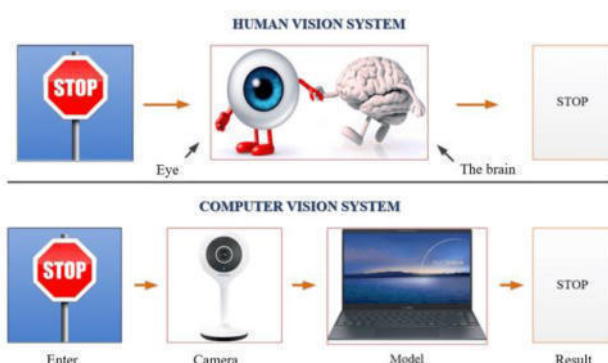 HUMAN VISION SYSTEM
STOP
STOP
Eye
The brain
COMPUTER VISION SYSTEM
STOP
STOP
Enter
Camera
Model
Result